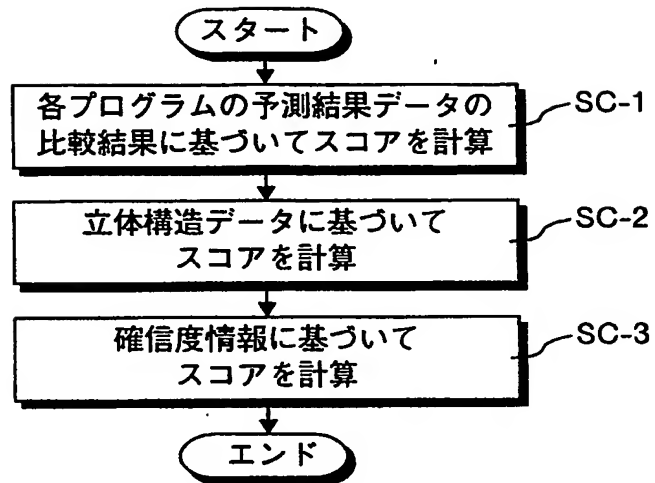 スタート
各プログラムの予測結果データの
比較結果に基づいてスコアを計算
SC-1
立体構造データに基づいて
スコアを計算
SC-2
確信度情報に基づいて
スコアを計算
SC-3
エンド